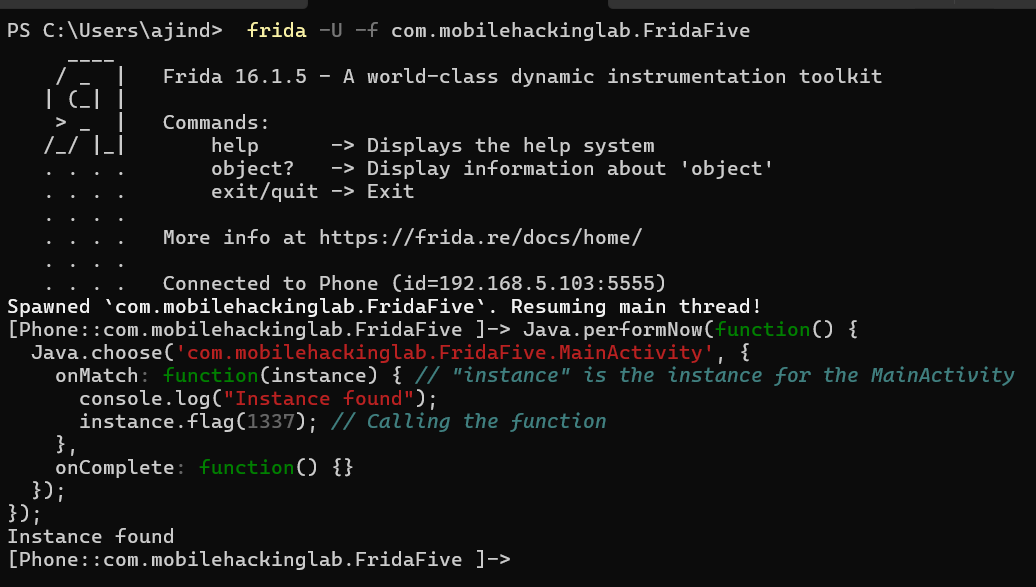 PS C:\Users\ajind>  frida -U -f com.mobilehackinglab.FridaFive
     ____
    / _  |   Frida 16.1.5 - A world-class dynamic instrumentation toolkit
   | (_| |
    > _  |   Commands:
   /_/ |_|       help      -> Displays the help system
   . . . .       object?   -> Display information about 'object'
   . . . .       exit/quit -> Exit
   . . . .
   . . . .   More info at https://frida.re/docs/home/
   . . . .
   . . . .   Connected to Phone (id=192.168.5.103:5555)
Spawned `com.mobilehackinglab.FridaFive`. Resuming main thread!
[Phone::com.mobilehackinglab.FridaFive ]-> Java.performNow(function() {
  Java.choose('com.mobilehackinglab.FridaFive.MainActivity', {
    onMatch: function(instance) { // "instance" is the instance for the MainActivity
      console.log("Instance found");
      instance.flag(1337); // Calling the function
    },
    onComplete: function() {}
  });
});
Instance found
[Phone::com.mobilehackinglab.FridaFive ]->